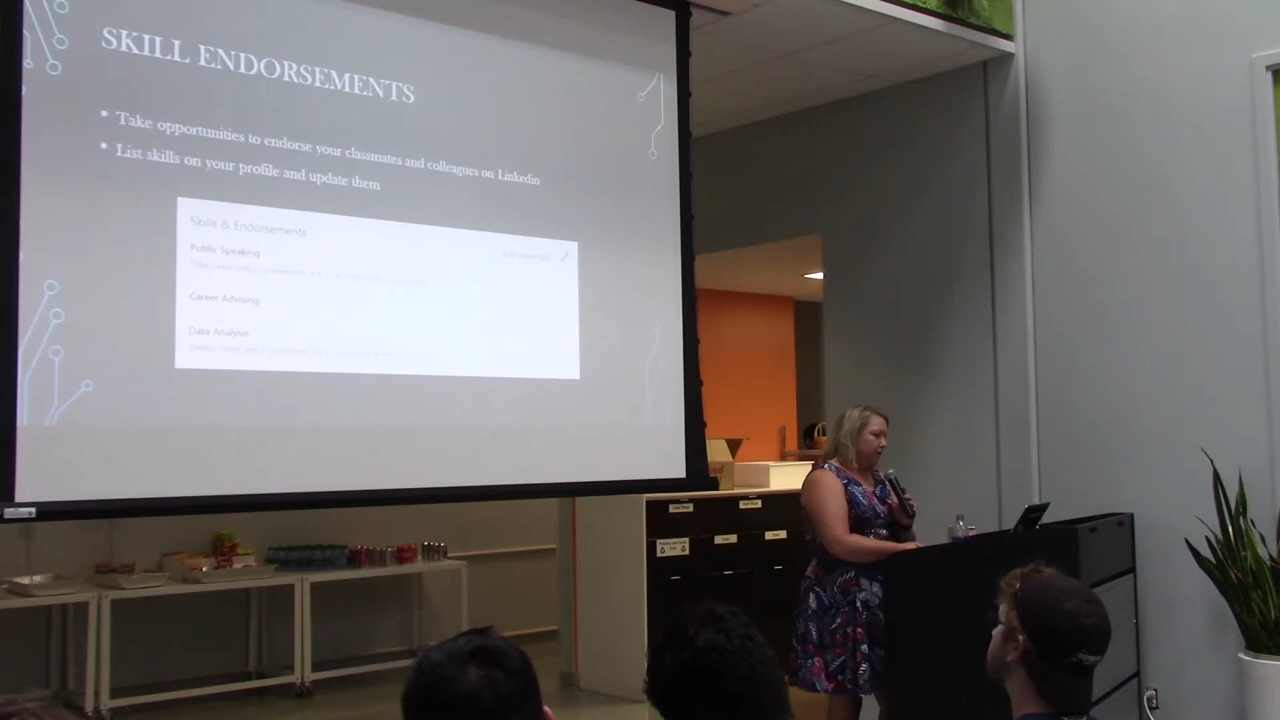 SKILL ENDORSEMENTS
• Take opportunities to endorse your classmates and colleagues on Linkedin
• List skills on your profile and update them
Skills & Endorsements
Public Speaking
Career Advising
Data Analysis